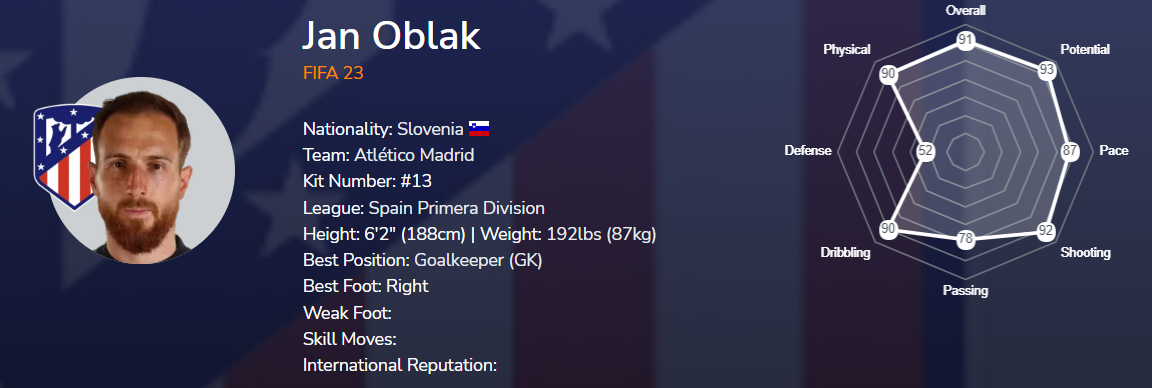 Jan Oblak
FIFA 23
Nationality: Slovenia
Team: Atlético Madrid
Kit Number: #13
League: Spain Primera Division
Height: 6'2" (188cm) | Weight: 192lbs (87kg)
Best Position: Goalkeeper (GK)
Best Foot: Right
Weak Foot:
Skill Moves:
International Reputation:
Overall
91
Potential
93
Pace
87
Shooting
92
Passing
78
Dribbling
90
Defense
52
Physical
90